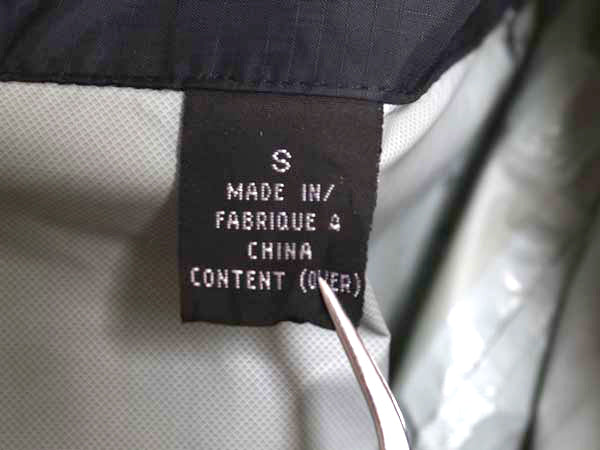 S
MADE IN/
FABRIQUE à
CHINA
CONTENT (OVER)